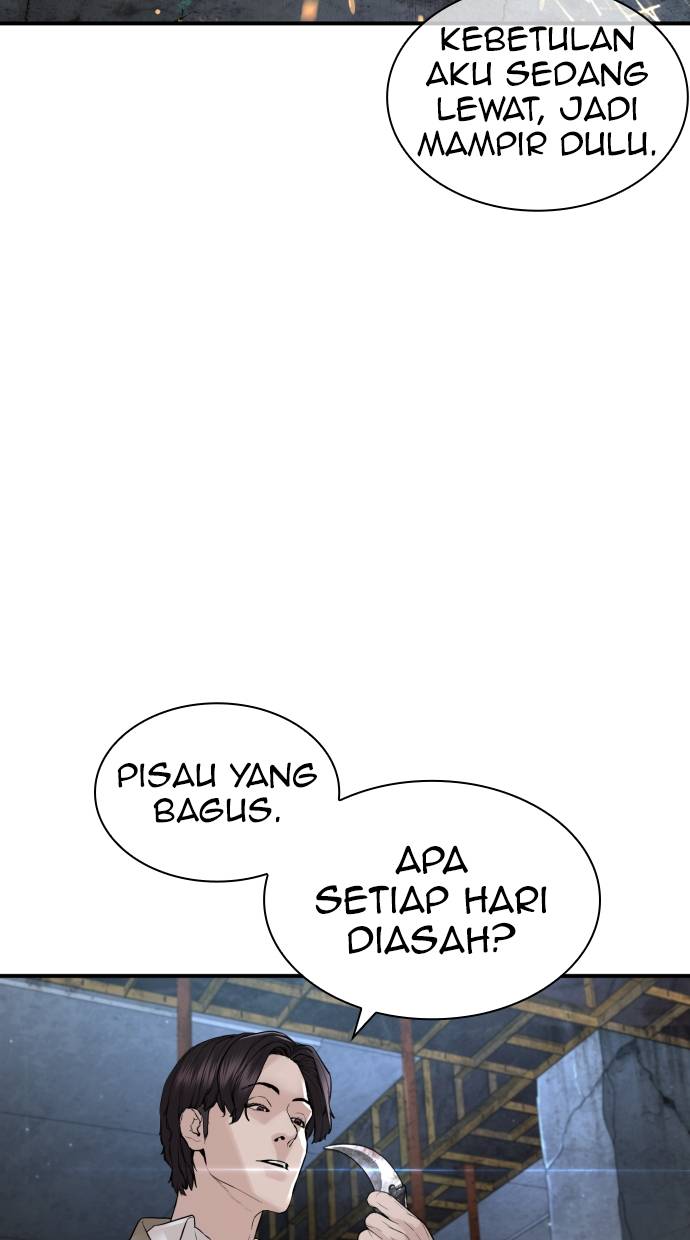 KEBETULAN
AKU SEDANG
LEWAT, JADI
MAMPIR DULU.
PISAU YANG
BAGUS.
APA
SETIAP HARI
DIASAH?